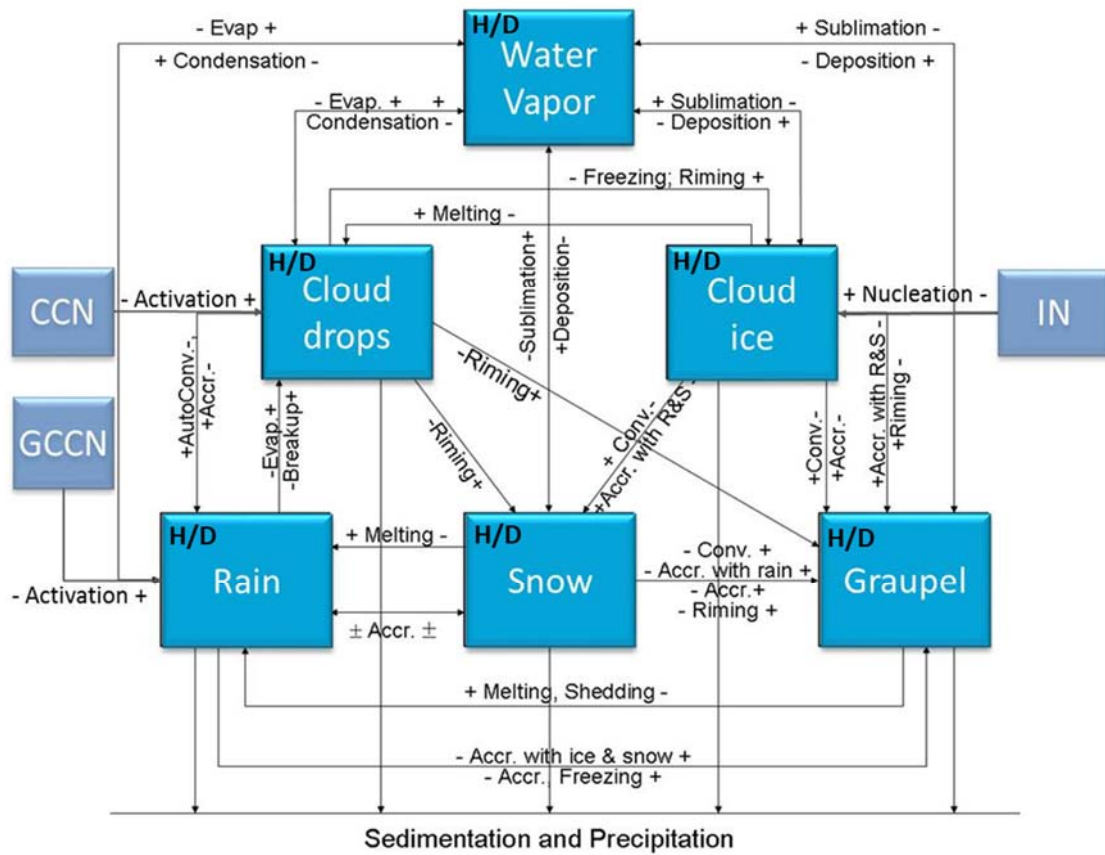 H/D
Water
Vapor
- Evap +
+ Condensation -
+ Sublimation -
- Deposition +
- Evap. + +
Condensation -
+ Sublimation -
- Deposition +
- Freezing; Riming +
+ Melting -
-Sublimation+
+Deposition-
CCN
- Activation +
H/D
Cloud
drops
H/D
Cloud
ice
+ Nucleation -
IN
GCCN
- Activation +
+AutoConv.-,
+Accr.-
-Evap.+
-Breakup+
-Riming+
-Riming+
+ Conv.-
+Accr. with R&S -
+Conv.-
+Accr.-
+Accr. with R&S -
+Riming -
H/D
Rain
+ Melting -
± Accr. ±
H/D
Snow
- Conv. +
- Accr. with rain +
- Accr.+
- Riming +
H/D
Graupel
+ Melting, Shedding -
- Accr. with ice & snow +
- Accr., Freezing +
Sedimentation and Precipitation